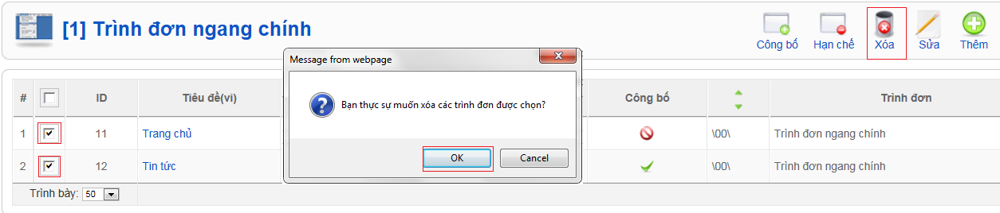 [1] Trình đơn ngang chính
Công bố Hạn chế Xóa Sửa Thêm
Message from webpage
Bạn thực sự muốn xóa các trình đơn được chọn?
OK Cancel
# ID Tiêu đề(vi) Công bố Trình đơn
1 11 Trang chủ \00\ Trình đơn ngang chính
2 12 Tin tức \00\ Trình đơn ngang chính
Trình bày: 50